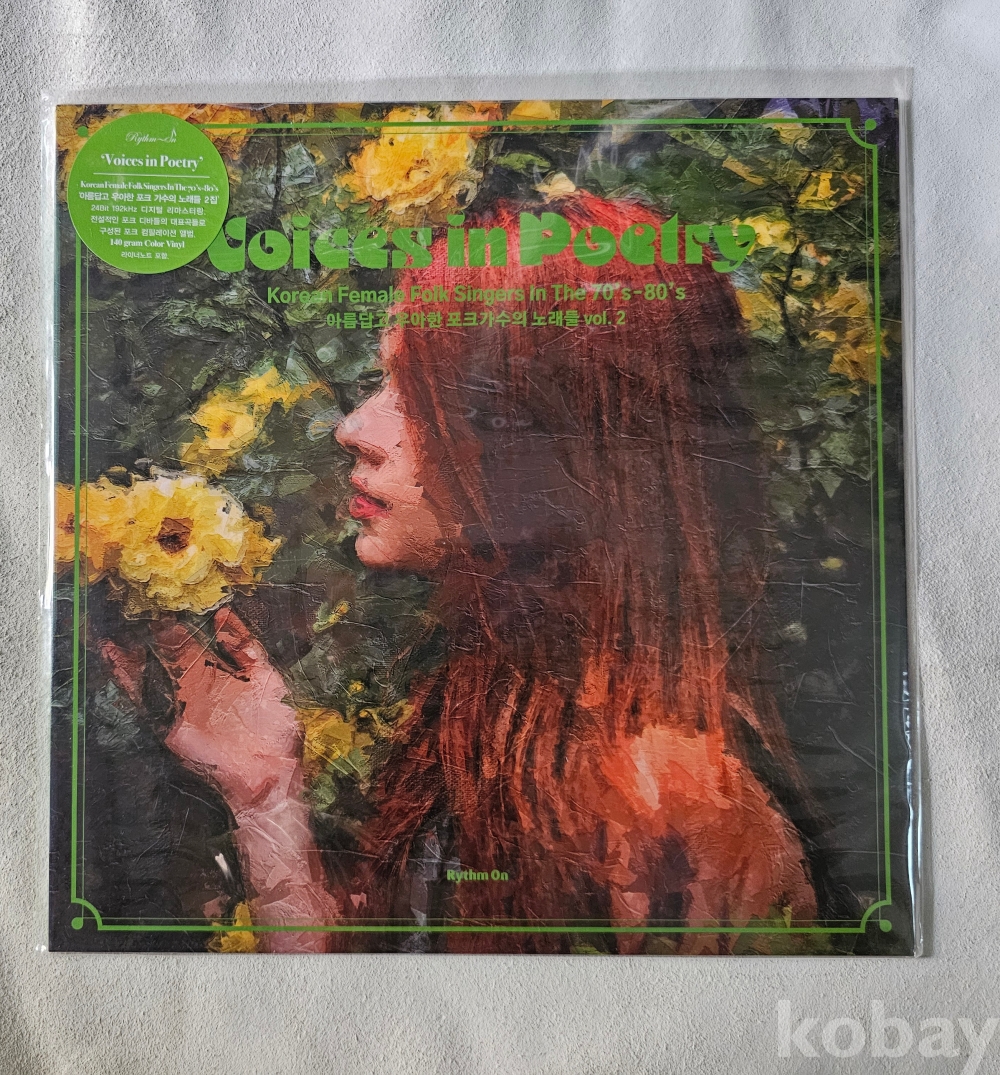 Rythm On
'Voices in Poetry'
Korean Female Folk Singers In The 70's-80's
'아름답고 우아한 포크 가수의 노래들 2집'
24Bit 192kHz 디지털 리마스터링.
전설적인 포크 디바들의 대표곡들로
구성된 포크 컴필레이션 앨범.
140 gram Color Vinyl
라이너노트 포함.
Voices in Poetry
Korean Female Folk Singers In The 70's-80's
아름답고 우아한 포크가수의 노래들 vol. 2
Rythm On
kobay